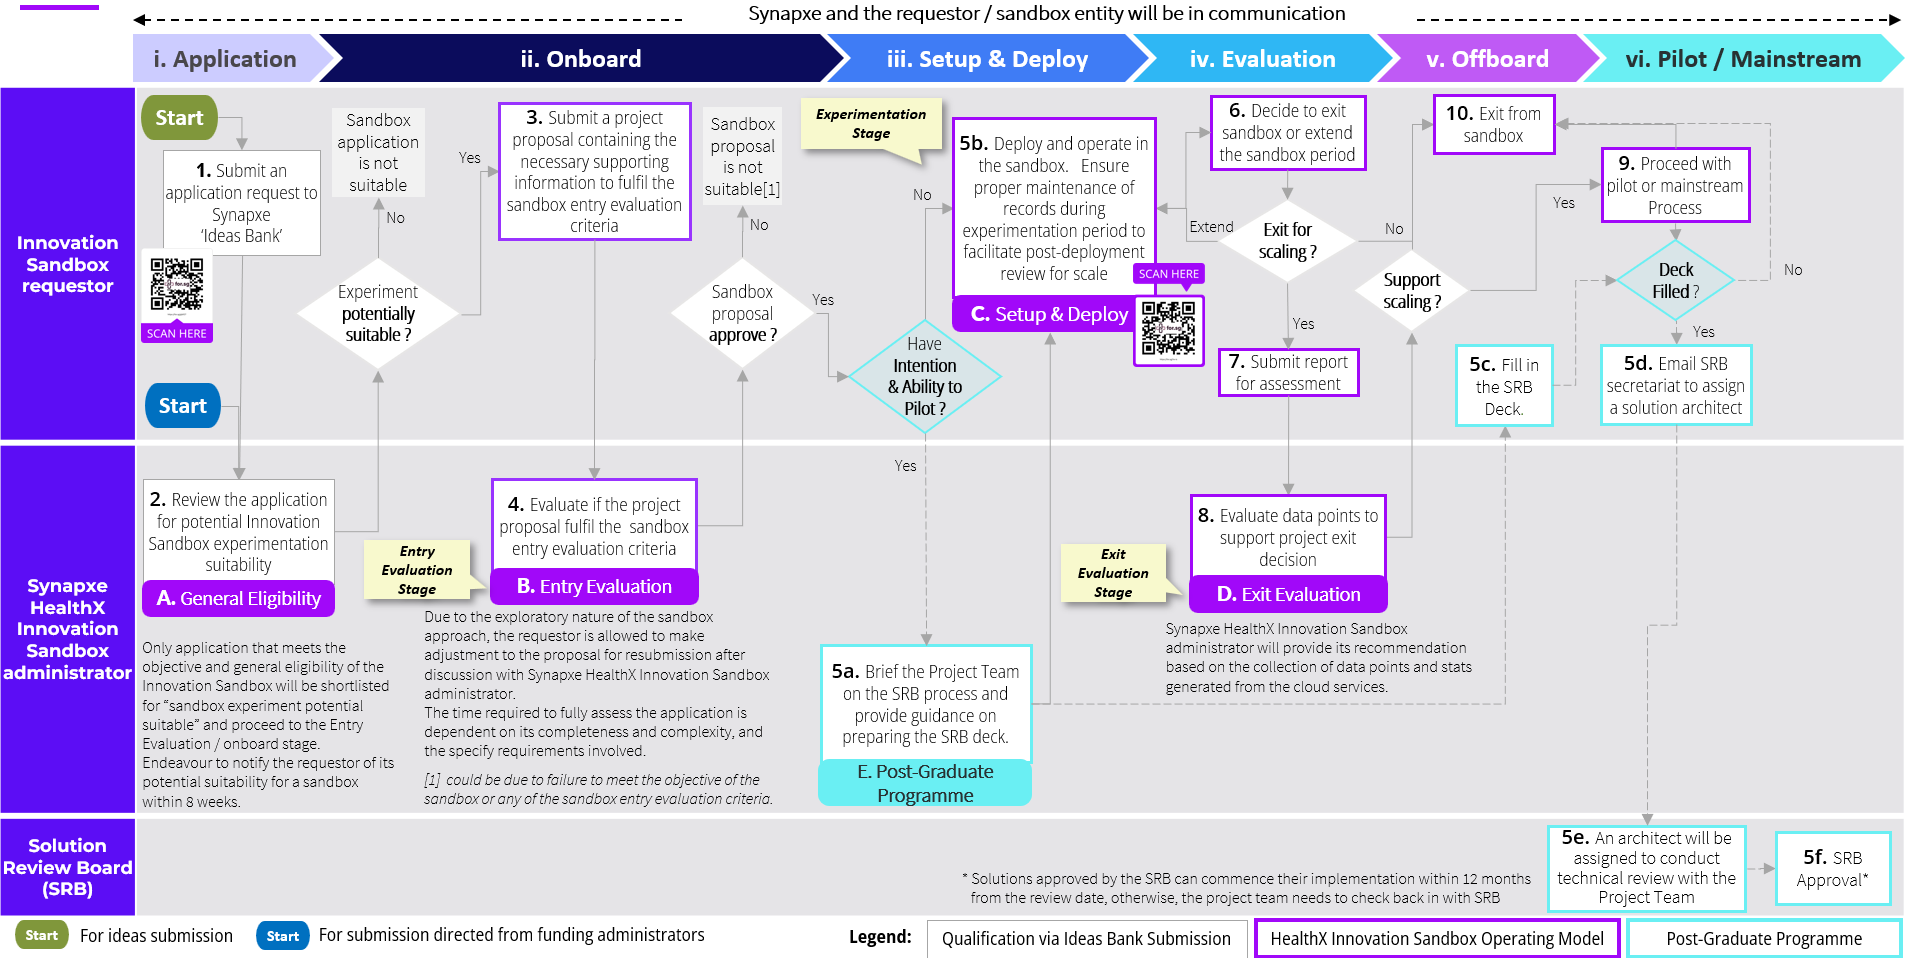 Synapxe and the requestor / sandbox entity will be in communication
i. Application
ii. Onboard
iii. Setup & Deploy
iv. Evaluation
v. Offboard
vi. Pilot / Mainstream
Innovation
Sandbox
requestor
Start
1. Submit an
application request to
Synapxe
‘Ideas Bank’
for.sg
SCAN HERE
Start
Sandbox
application
is not
suitable
No
Experiment
potentially
suitable ?
Yes
3. Submit a project
proposal containing the
necessary supporting
information to fulfil the
sandbox entry evaluation
criteria
Sandbox
proposal
is not
suitable[1]
No
Sandbox
proposal
approve ?
Yes
Experimentation
Stage
No
Have
Intention
& Ability to
Pilot ?
Yes
5b. Deploy and operate in
the sandbox. Ensure
proper maintenance of
records during
experimentation period to
facilitate post-deployment
review for scale
C. Setup & Deploy
SCAN HERE
for.sg
6. Decide to exit
sandbox or extend
the sandbox period
Extend
Exit for
scaling ?
No
Yes
7. Submit report
for assessment
10. Exit from
sandbox
Support
scaling ?
Yes
9. Proceed with
pilot or mainstream
Process
Deck
Filled ?
No
Yes
5c. Fill in
the SRB
Deck.
5d. Email SRB
secretariat to assign
a solution architect
Synapxe
HealthX
Innovation
Sandbox
administrator
2. Review the application
for potential Innovation
Sandbox experimentation
suitability
A. General Eligibility
Only application that meets the
objective and general eligibility of the
Innovation Sandbox will be shortlisted
for “sandbox experiment potential
suitable” and proceed to the Entry
Evaluation / onboard stage.
Endeavour to notify the requestor of its
potential suitability for a sandbox
within 8 weeks.
Entry
Evaluation
Stage
4. Evaluate if the project
proposal fulfil the sandbox
entry evaluation criteria
B. Entry Evaluation
Due to the exploratory nature of the sandbox
approach, the requestor is allowed to make
adjustment to the proposal for resubmission after
discussion with Synapxe HealthX Innovation Sandbox
administrator.
The time required to fully assess the application is
dependent on its completeness and complexity, and
the specify requirements involved.
[1] could be due to failure to meet the objective of the
sandbox or any of the sandbox entry evaluation criteria.
5a. Brief the Project Team
on the SRB process and
provide guidance on
preparing the SRB deck.
E. Post-Graduate
Programme
Exit
Evaluation
Stage
8. Evaluate data points to
support project exit
decision
D. Exit Evaluation
Synapxe HealthX Innovation Sandbox
administrator will provide its recommendation
based on the collection of data points and stats
generated from the cloud services.
Solution
Review Board
(SRB)
* Solutions approved by the SRB can commence their implementation within 12 months
from the review date, otherwise, the project team needs to check back in with SRB
5e. An architect will be
assigned to conduct
technical review with the
Project Team
5f. SRB
Approval*
Start
For ideas submission
Start
For submission directed from funding administrators
Legend:
Qualification via Ideas Bank Submission
HealthX Innovation Sandbox Operating Model
Post-Graduate Programme